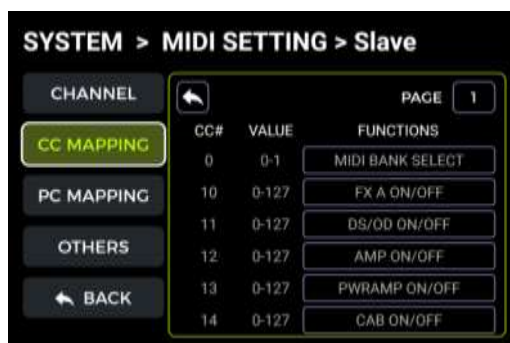 SYSTEM > MIDI SETTING > Slave
CHANNEL
CC MAPPING
PC MAPPING
OTHERS
BACK
PAGE 1
CC# VALUE FUNCTIONS
0 0-1 MIDI BANK SELECT
10 0-127 FX A ON/OFF
11 0-127 DS/OD ON/OFF
12 0-127 AMP ON/OFF
13 0-127 PWRAMP ON/OFF
14 0-127 CAB ON/OFF